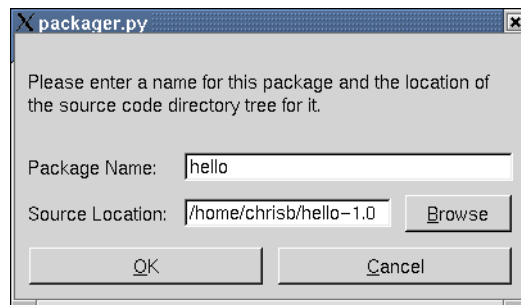 packager.py
Please enter a name for this package and the location of
the source code directory tree for it.
Package Name: hello
Source Location: /home/chrisb/hello-1.0 Browse
OK Cancel